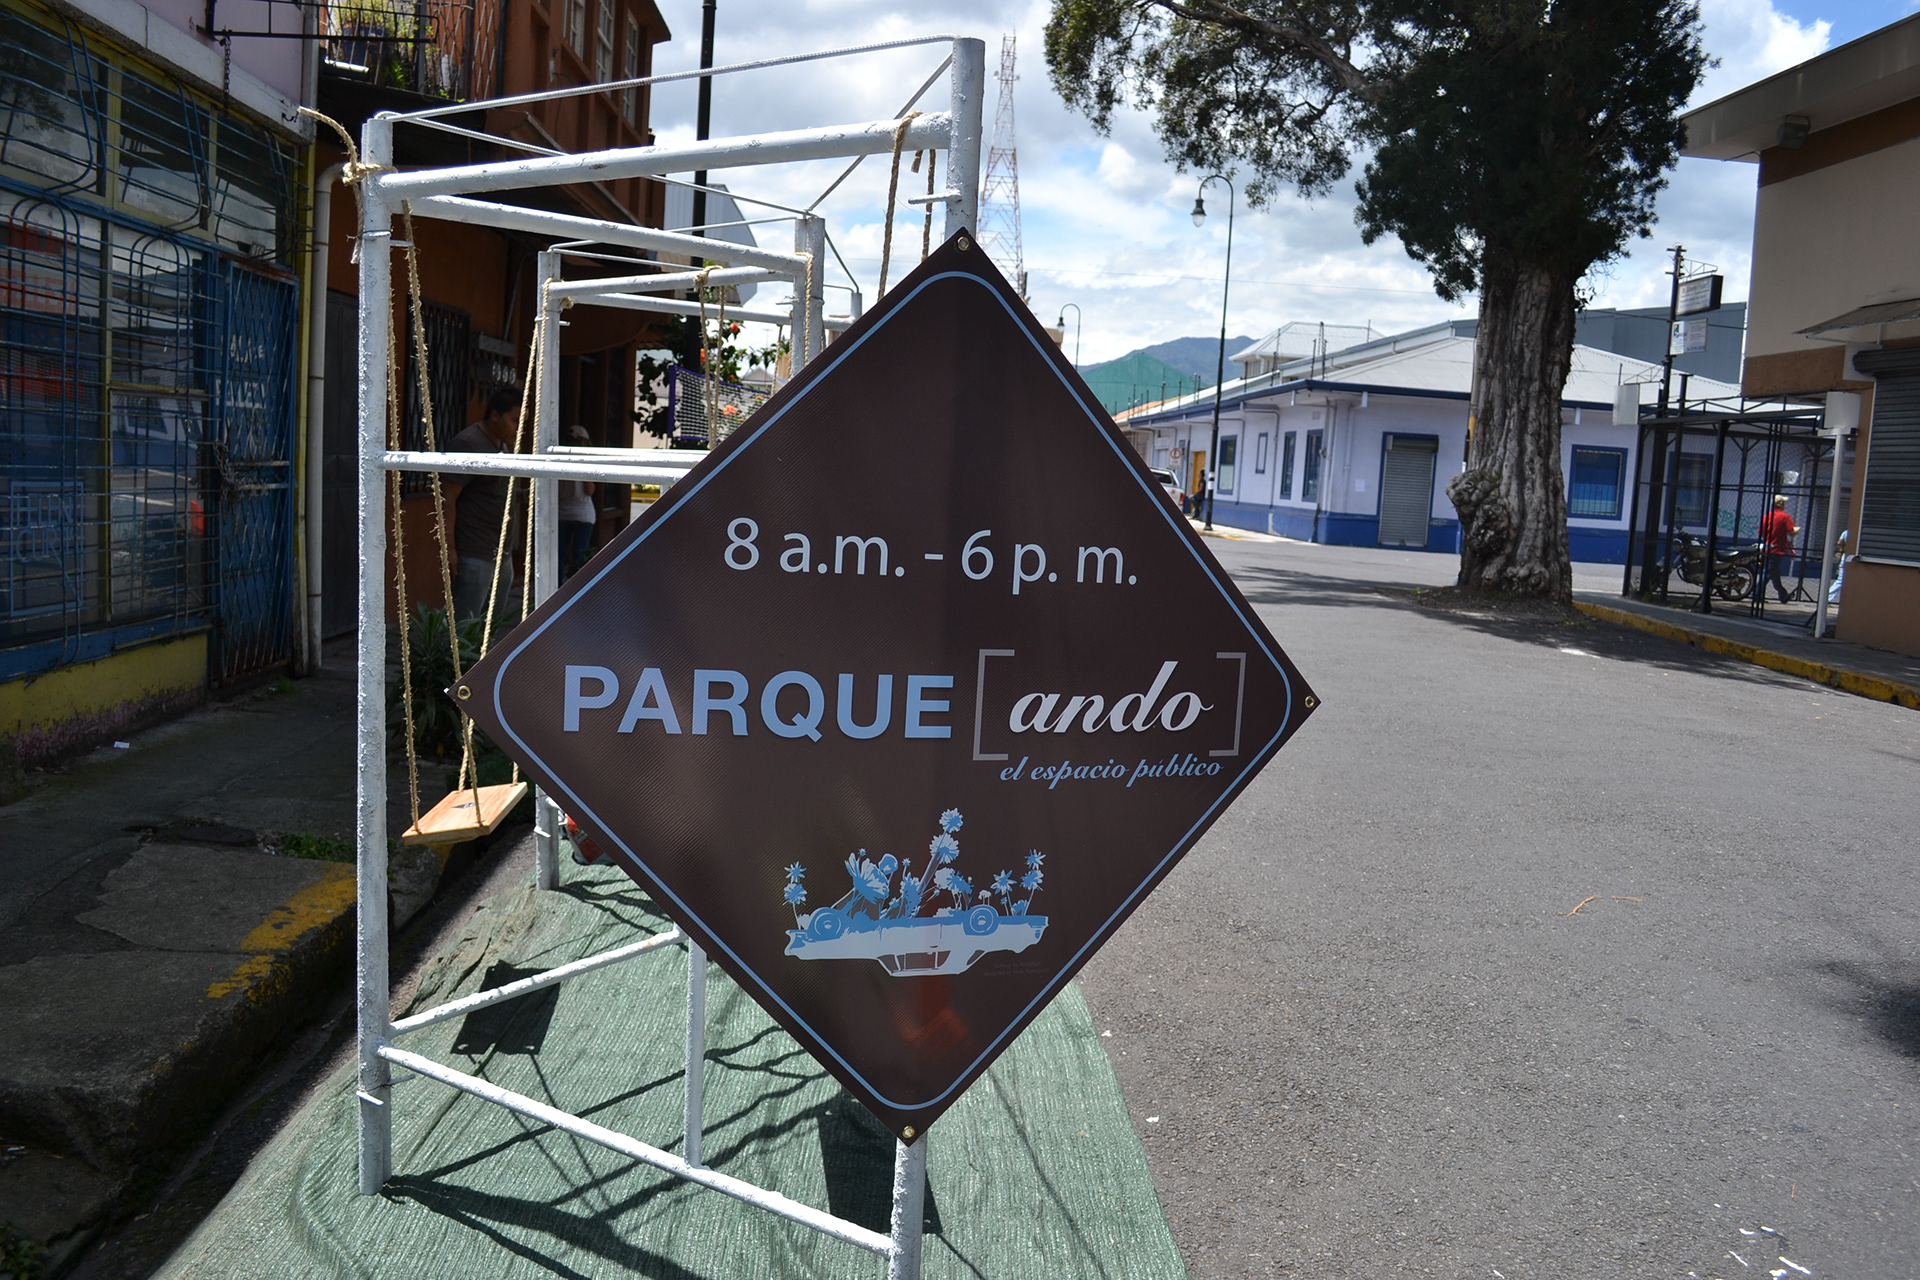 8 a.m. - 6 p. m.
PARQUE [ando]
el espacio público